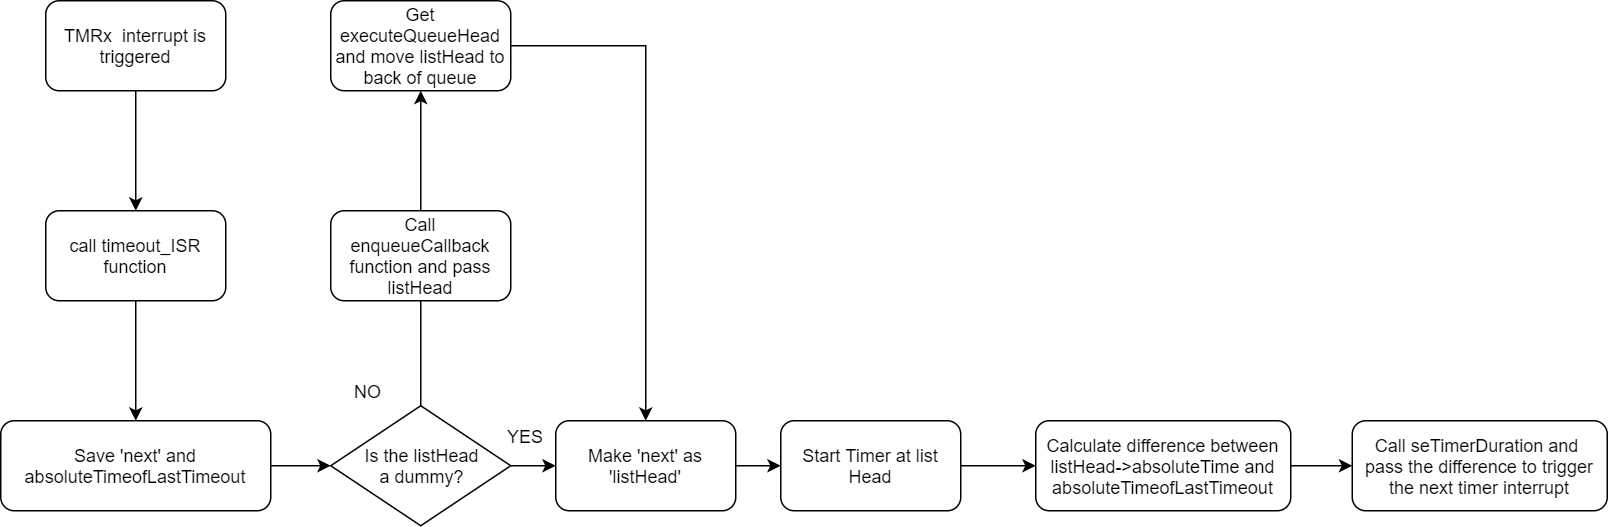 TMRx interrupt is
triggered
call timeout_ISR
function
Save 'next' and
absoluteTimeofLastTimeout
Is the listHead
a dummy?
NO
Call
enqueueCallback
function and pass
listHead
Get
executeQueueHead
and move listHead to
back of queue
YES
Make 'next' as
'listHead'
Start Timer at list
Head
Calculate difference between
listHead->absoluteTime and
absoluteTimeofLastTimeout
Call seTimerDuration and
pass the difference to trigger
the next timer interrupt